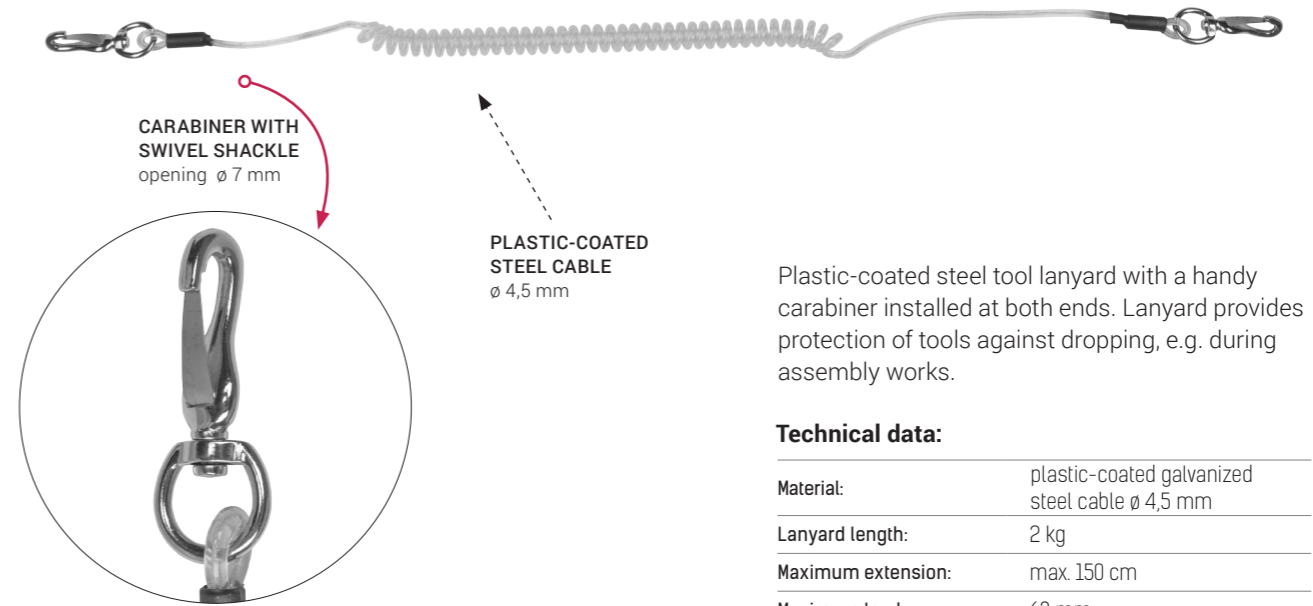 CARABINER WITH
SWIVEL SHACKLE
opening ø 7 mm
PLASTIC-COATED
STEEL CABLE
ø 4,5 mm
Plastic-coated steel tool lanyard with a handy
carabiner installed at both ends. Lanyard provides
protection of tools against dropping, e.g. during
assembly works.
Technical data:
Material: plastic-coated galvanized
steel cable ø 4,5 mm
Lanyard length: 2 kg
Maximum extension: max. 150 cm